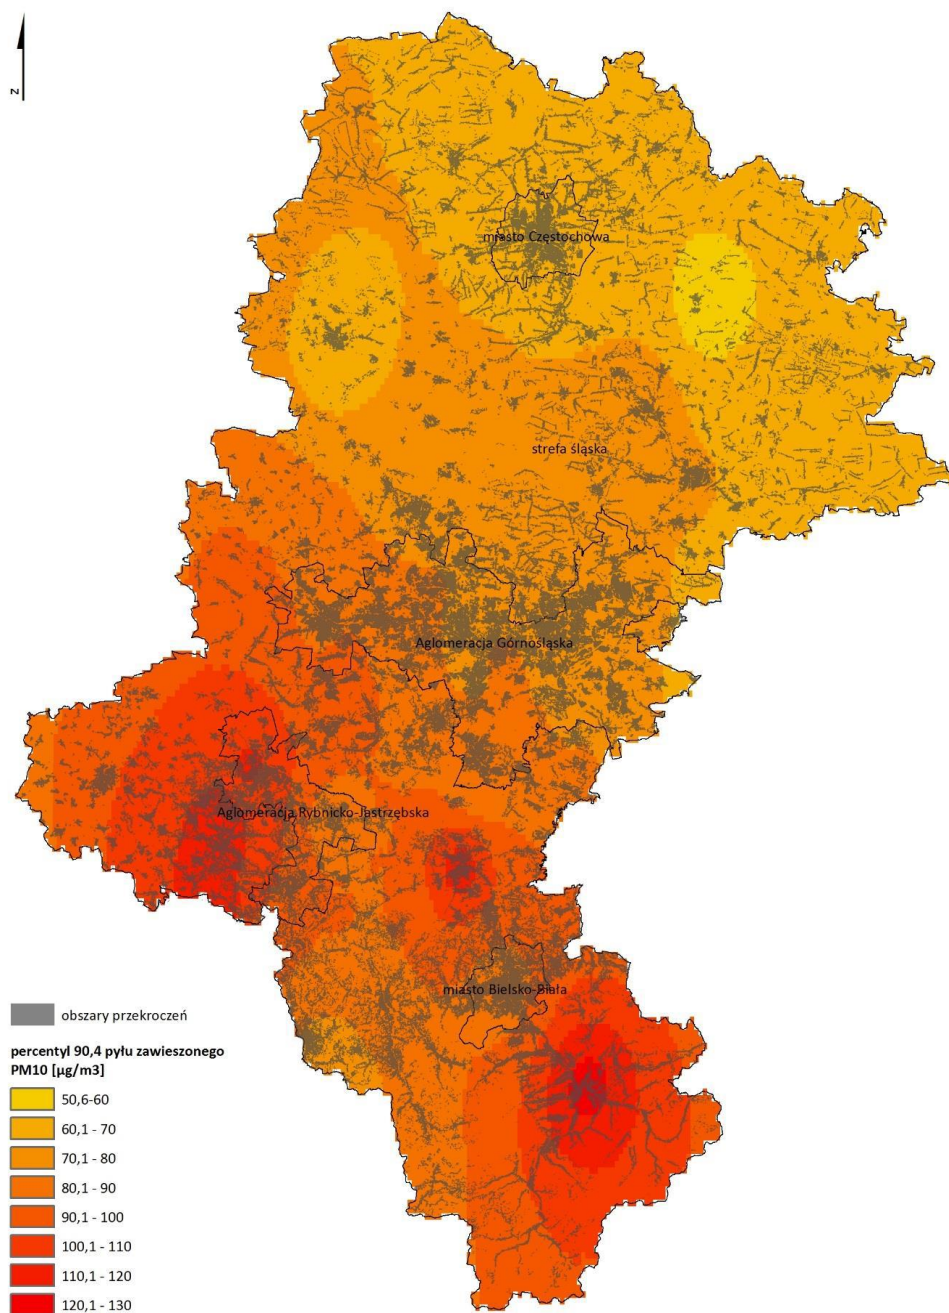 z
miasto Częstochowa
strefa śląska
Aglomeracja Górnośląska
Aglomeracja Rybnicko-Jastrzębska
miasto Bielsko-Biała
obszary przekroczeń
percentyl 90,4 pyłu zawieszonego
PM10 [µg/m3]
50,6-60
60,1 - 70
70,1 - 80
80,1 - 90
90,1 - 100
100,1 - 110
110,1 - 120
120,1 - 130